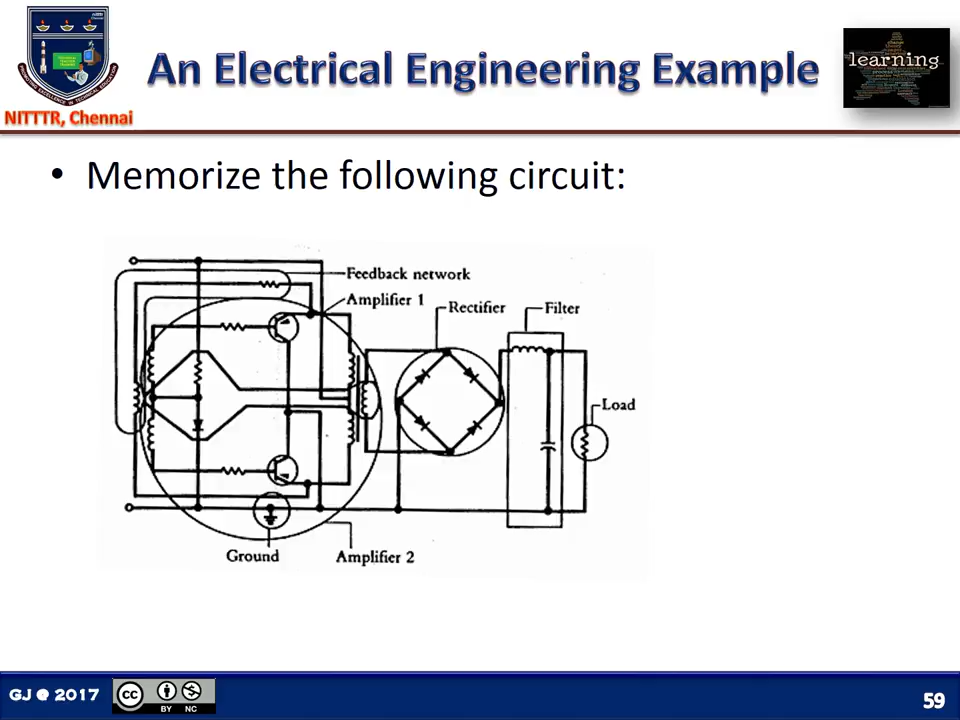 An Electrical Engineering Example
learning
NITTTR, Chennai
• Memorize the following circuit:
Feedback network
Amplifier 1
Rectifier
Filter
Load
Ground
Amplifier 2
GJ @ 2017
cc
BY NC
59